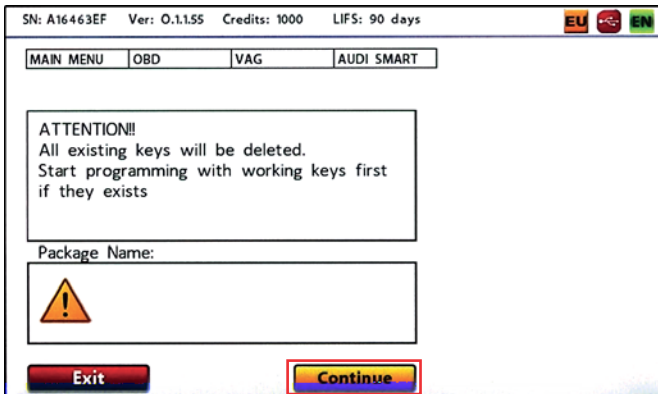 SN: A16463EF Ver: O.1.1.55 Credits: 1000 LIFS: 90 days EU EN
MAIN MENU OBD VAG AUDI SMART
ATTENTION!!!
All existing keys will be deleted.
Start programming with working keys first
if they exists
Package Name:
Exit Continue